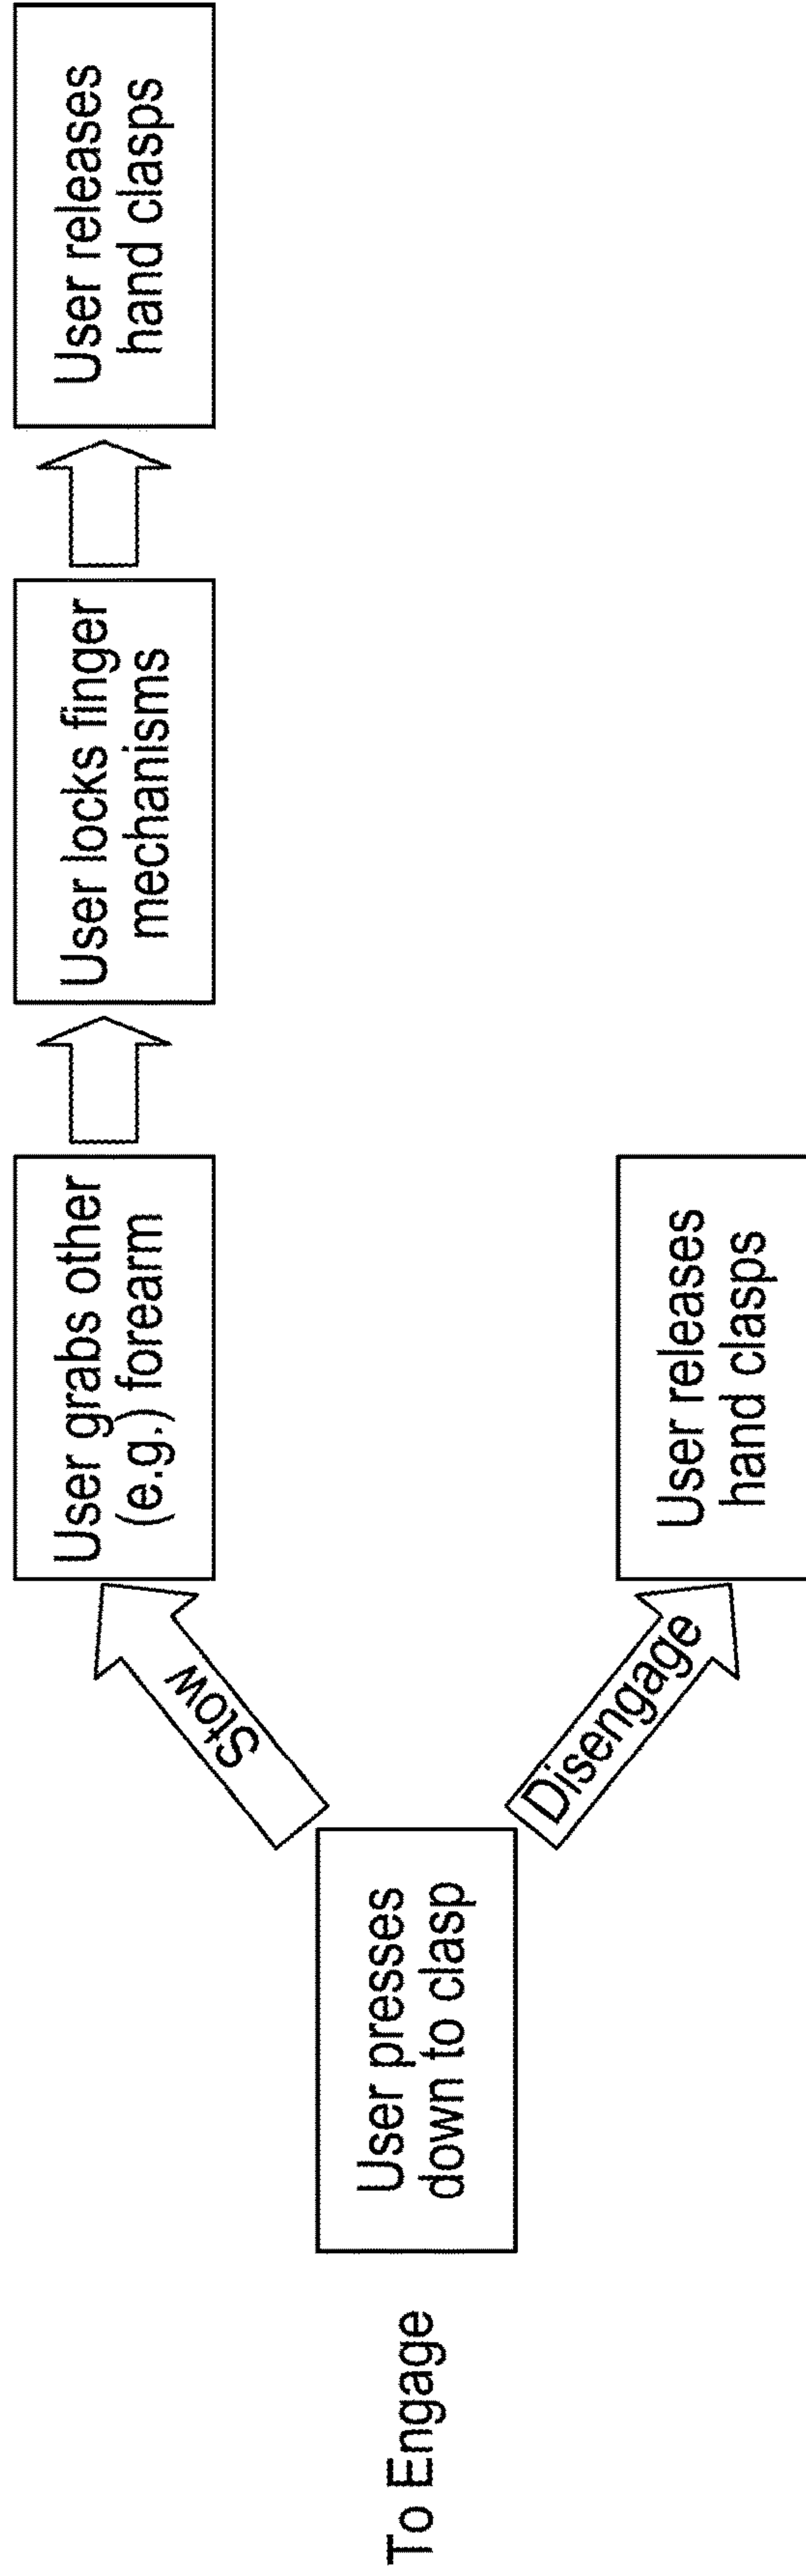 To Engage
User presses
down to clasp
Stow
User grabs other
(e.g.) forearm
User locks finger
mechanisms
User releases
hand clasps
Disengage
User releases
hand clasps